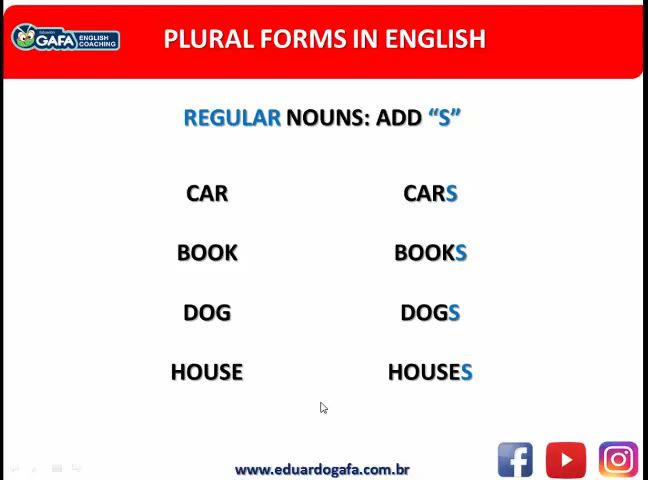 Eduardo
GAFA ENGLISH COACHING
PLURAL FORMS IN ENGLISH
REGULAR NOUNS: ADD “S”
CAR CARS
BOOK BOOKS
DOG DOGS
HOUSE HOUSES
www.eduardogafa.com.br